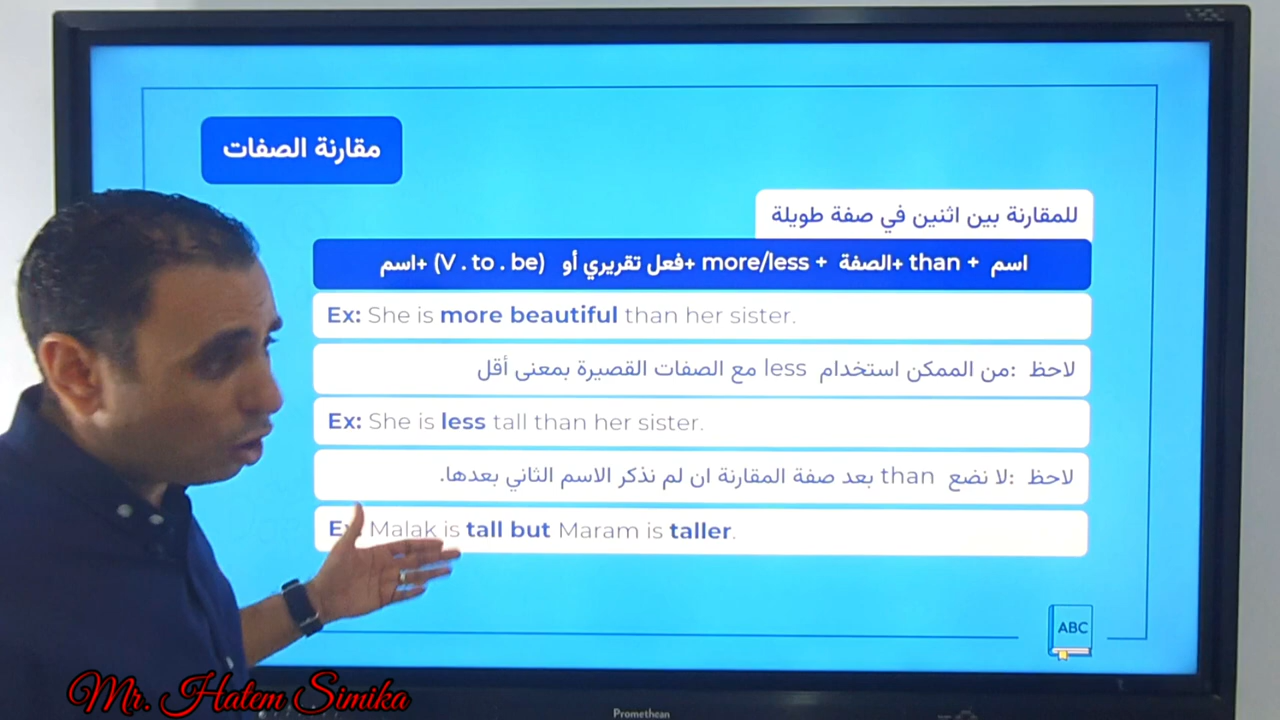 مقارنة الصفات
للمقارنة بين اثنين في صفة طويلة
اسم + than +الصفة + more/less +فعل تقريري أو (V . to . be) +اسم
Ex: She is more beautiful than her sister.
لاحظ :من الممكن استخدام less مع الصفات القصيرة بمعنى أقل
Ex: She is less tall than her sister.
لاحظ :لا نضع than بعد صفة المقارنة ان لم نذكر الاسم الثاني بعدها.
Ex: Malak is tall but Maram is taller.
ABC
Mr. Hatem Simika
Promethean